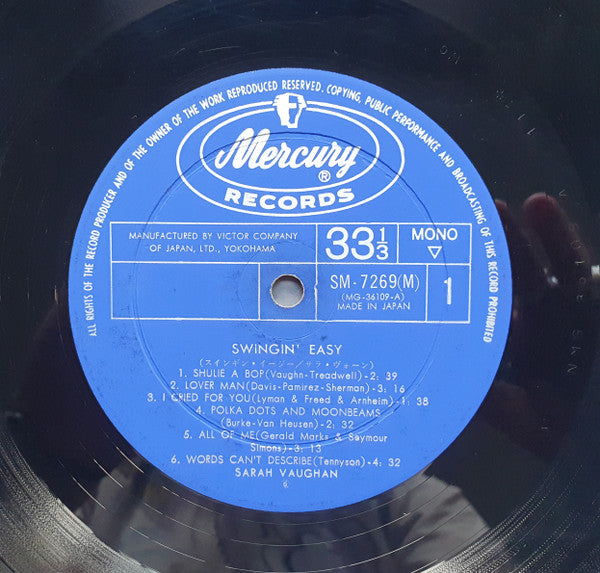 ALL RIGHTS OF THE RECORD PRODUCER AND OF THE OWNER OF THE WORK REPRODUCED RESERVED. COPYING, PUBLIC PERFORMANCE AND BROADCASTING OF THIS RECORD PROHIBITED
Mercury
®
RECORDS
MANUFACTURED BY VICTOR COMPANY
OF JAPAN, LTD., YOKOHAMA
33 1/3
MONO
▽
SM-7269(M)
(MG-36109-A)
MADE IN JAPAN
1
SWINGIN' EASY
(スインギン・イージー/サラ・ヴォーン)
1. SHULIE A BOP(Vaughn-Treadwell)-2: 39
2. LOVER MAN(Davis-Pamirez-Sherman)-3; 16
3. I CRIED FOR YOU(Lyman & Freed & Arnheim)-1: 38
4. POLKA DOTS AND MOONBEAMS
(Burke-Van Heusen)-2: 32
5. ALL OF ME(Gerald Marks & Seymour
Simons)-3: 13
6. WORDS CAN'T DESCRIBE(Tennyson)-4: 32
SARAH VAUGHAN